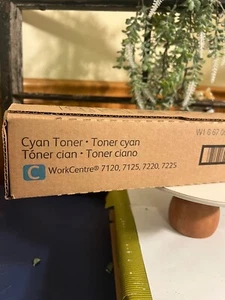 Cyan Toner • Toner cyan
Tóner cian • Toner ciano
C WorkCentre® 7120, 7125, 7220, 7225